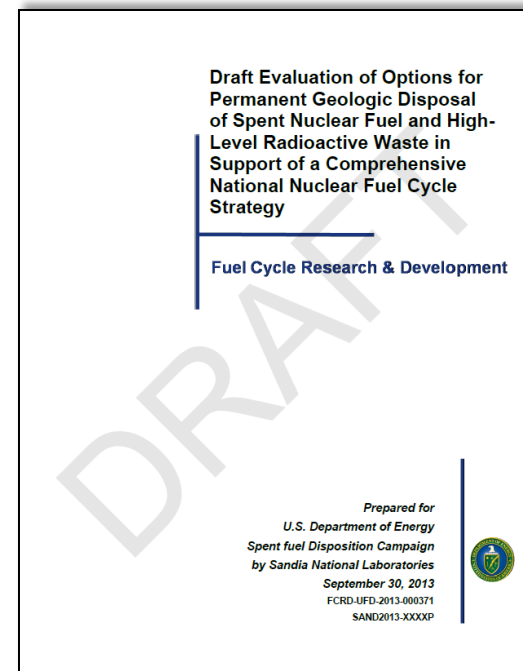 Draft Evaluation of Options for
Permanent Geologic Disposal
of Spent Nuclear Fuel and High-
Level Radioactive Waste in
Support of a Comprehensive
National Nuclear Fuel Cycle
Strategy
Fuel Cycle Research & Development
DRAFT
Prepared for
U.S. Department of Energy
Spent fuel Disposition Campaign
by Sandia National Laboratories
September 30, 2013
FCRD-UFD-2013-000371
SAND2013-XXXXP